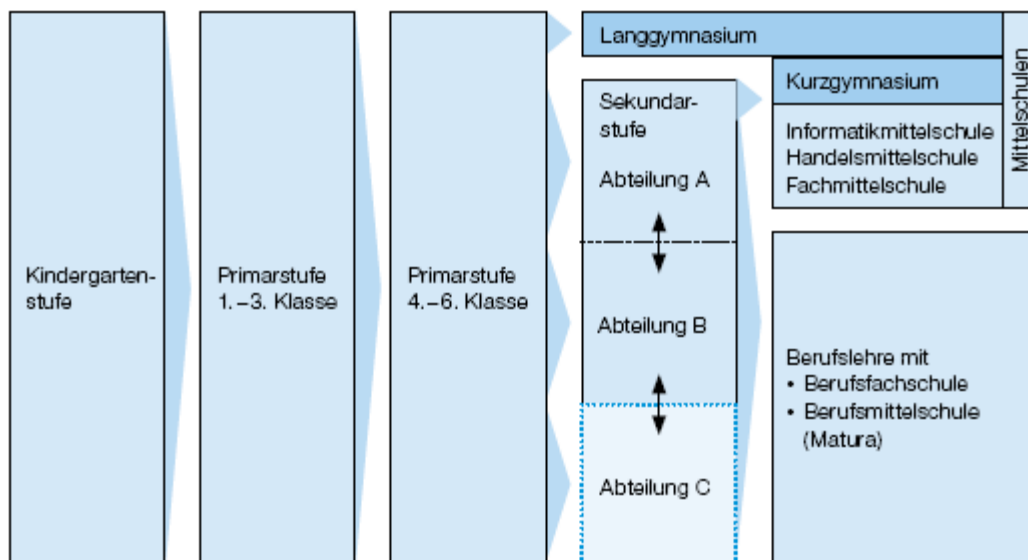 Kindergarten-
stufe
Primarstufe
1.–3. Klasse
Primarstufe
4.–6. Klasse
Langgymnasium
Sekundar-
stufe
Abteilung A
Abteilung B
Abteilung C
Kurzgymnasium
Informatikmittelschule
Handelsmittelschule
Fachmittelschule
Mittelschulen
Berufslehre mit
• Berufsfachschule
• Berufsmittelschule
(Matura)